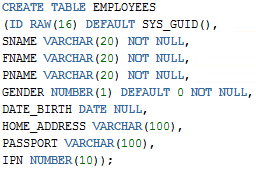 CREATE TABLE EMPLOYEES
(ID RAW(16) DEFAULT SYS_GUID(),
SNAME VARCHAR(20) NOT NULL,
FNAME VARCHAR(20) NOT NULL,
PNAME VARCHAR(20) NOT NULL,
GENDER NUMBER(1) DEFAULT 0 NOT NULL,
DATE_BIRTH DATE NULL,
HOME_ADDRESS VARCHAR(100),
PASSPORT VARCHAR(100),
IPN NUMBER(10));